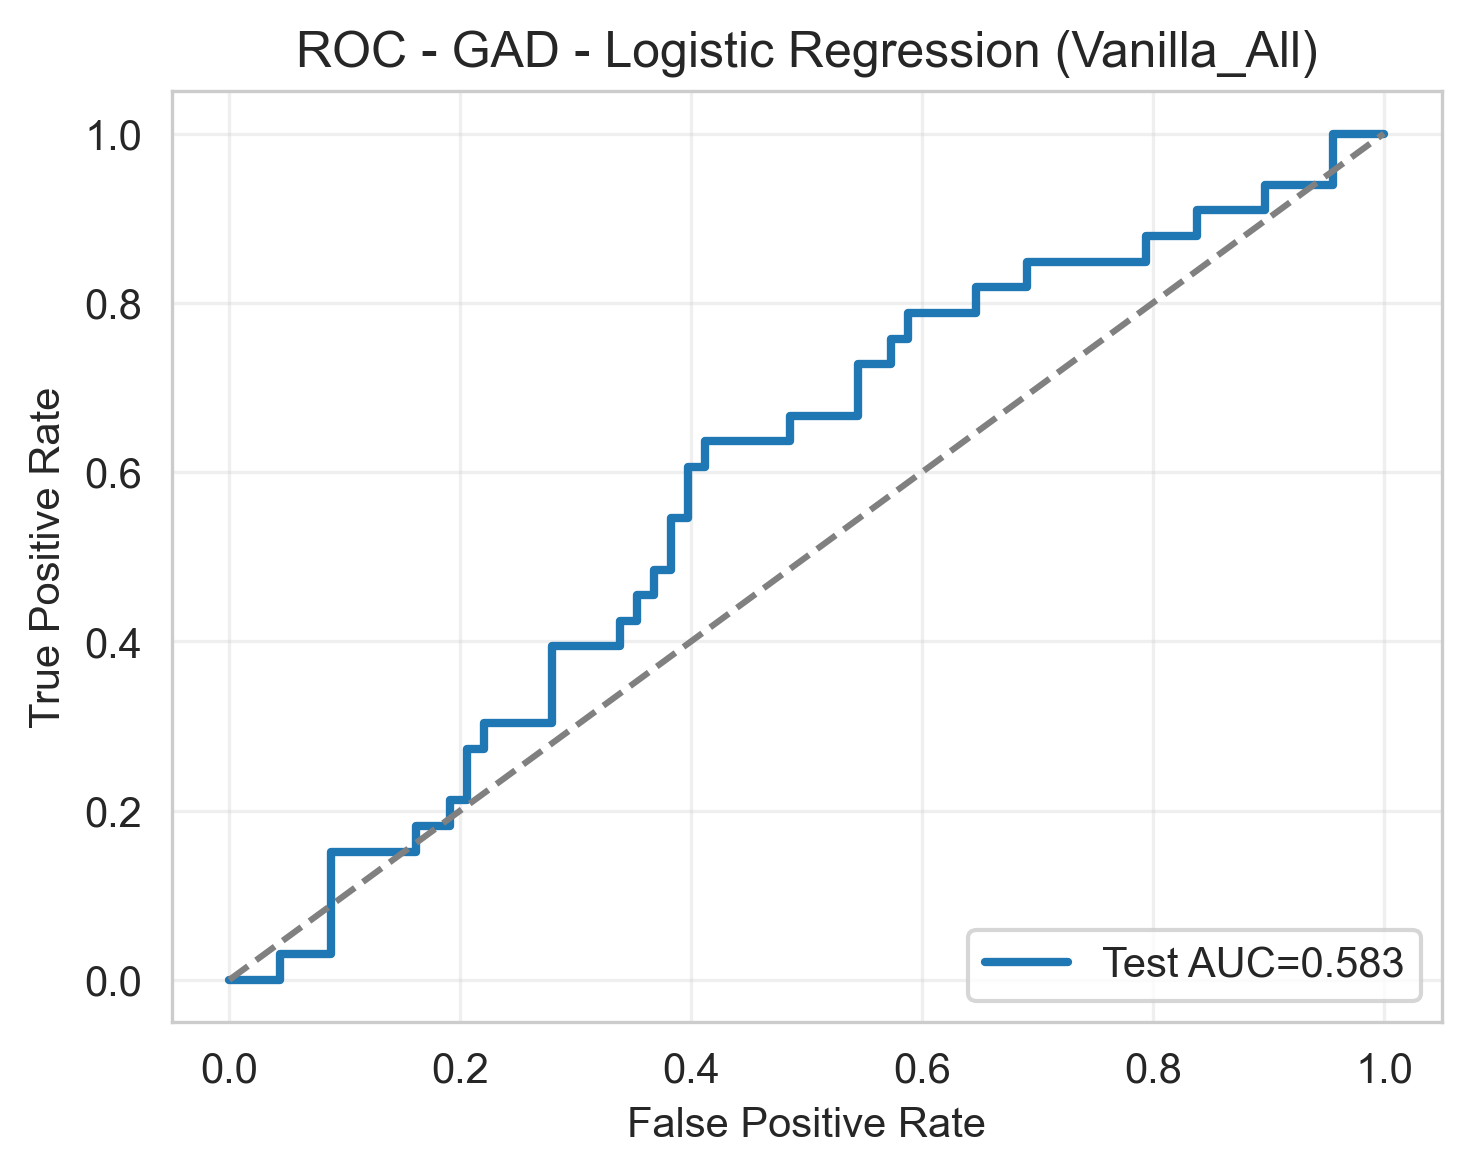 ROC - GAD - Logistic Regression (Vanilla_All)
True Positive Rate
1.0
0.8
0.6
0.4
0.2
0.0
Test AUC=0.583
0.0 0.2 0.4 0.6 0.8 1.0
False Positive Rate